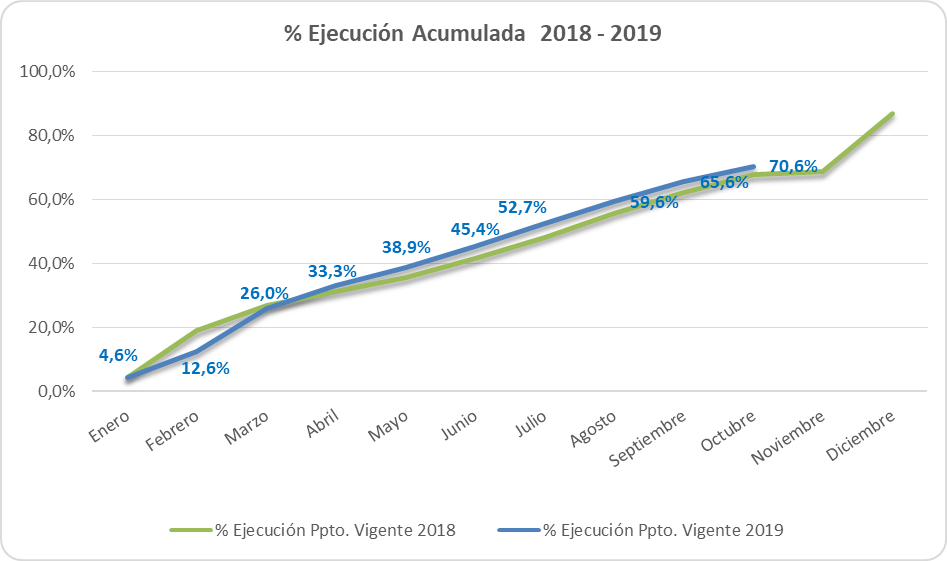 % Ejecución Acumulada 2018 - 2019
100,0%
80,0%
60,0%
40,0%
20,0%
0,0%
4,6%
12,6%
26,0%
33,3%
38,9%
45,4%
52,7%
59,6%
65,6%
70,6%
Enero
Febrero
Marzo
Abril
Mayo
Junio
Julio
Agosto
Septiembre
Octubre
Noviembre
Diciembre
% Ejecución Ppto. Vigente 2018
% Ejecución Ppto. Vigente 2019